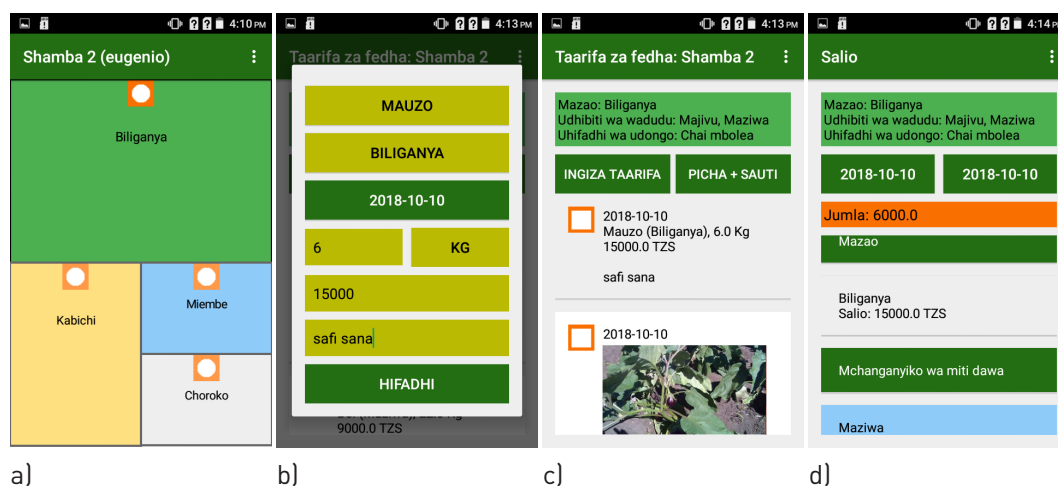 4:10 PM
Shamba 2 (eugenio)
Biliganya
Kabichi
Miembe
Choroko
a)
4:13 PM
Taarifa za fedha: Shamba 2
MAUZO
BILIGANYA
2018-10-10
6
KG
15000
safi sana
HIFADHI
9000.0 TZS
b)
4:13 PM
Taarifa za fedha: Shamba 2
Mazao: Biliganya
Udhibiti wa wadudu: Majivu, Maziwa
Uhifadhi wa udongo: Chai mbolea
INGIZA TAARIFA
PICHA + SAUTI
2018-10-10
Mauzo (Biliganya), 6.0 Kg
15000.0 TZS
safi sana
2018-10-10
c)
4:14 P
Salio
Mazao: Biliganya
Udhibiti wa wadudu: Majivu, Maziwa
Uhifadhi wa udongo: Chai mbolea
2018-10-10
2018-10-10
Jumla: 6000.0
Mazao
Biliganya
Salio: 15000.0 TZS
Mchanganyiko wa miti dawa
Maziwa
d)